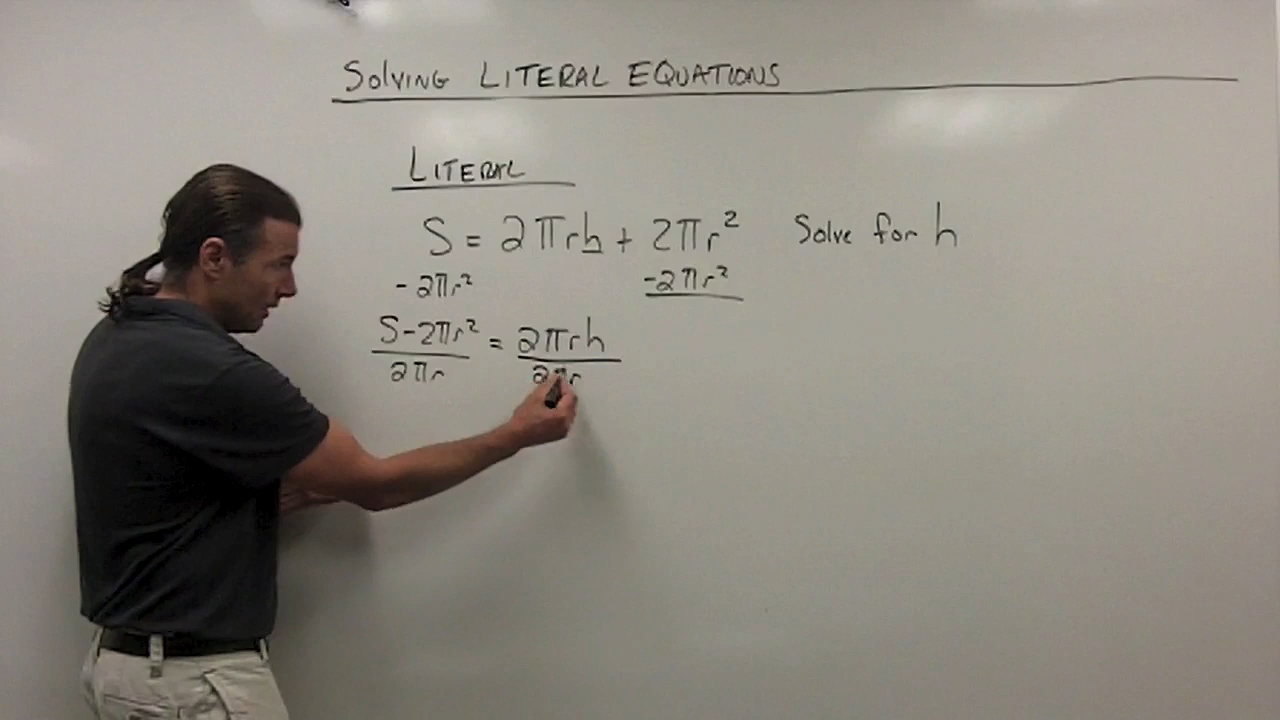 Solving LITERAL EQUATIONS
LITERAL
S = 2πrh + 2πr² Solve for h
-2πr² -2πr²
S-2πr² = 2πrh
2πr 2πr